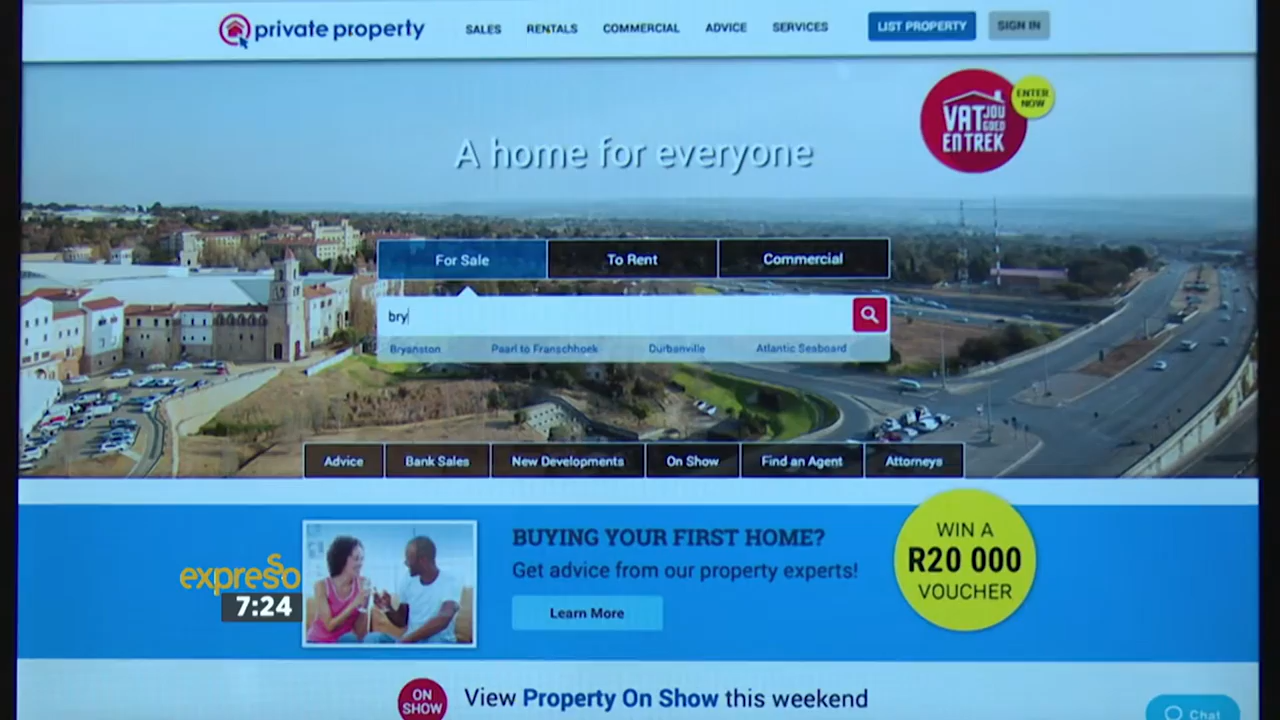 private property
SALES
RENTALS
COMMERCIAL
ADVICE
SERVICES
LIST PROPERTY
SIGN IN
VAT JOU GOED EN TREK
ENTER NOW
A home for everyone
For Sale
To Rent
Commercial
bry
Bryanston
Paarl to Franschhoek
Durbanville
Atlantic Seaboard
Advice
Bank Sales
New Developments
On Show
Find an Agent
Attorneys
BUYING YOUR FIRST HOME?
Get advice from our property experts!
Learn More
WIN A
R20 000
VOUCHER
expresso
7:24
ON SHOW
View Property On Show this weekend
Chat